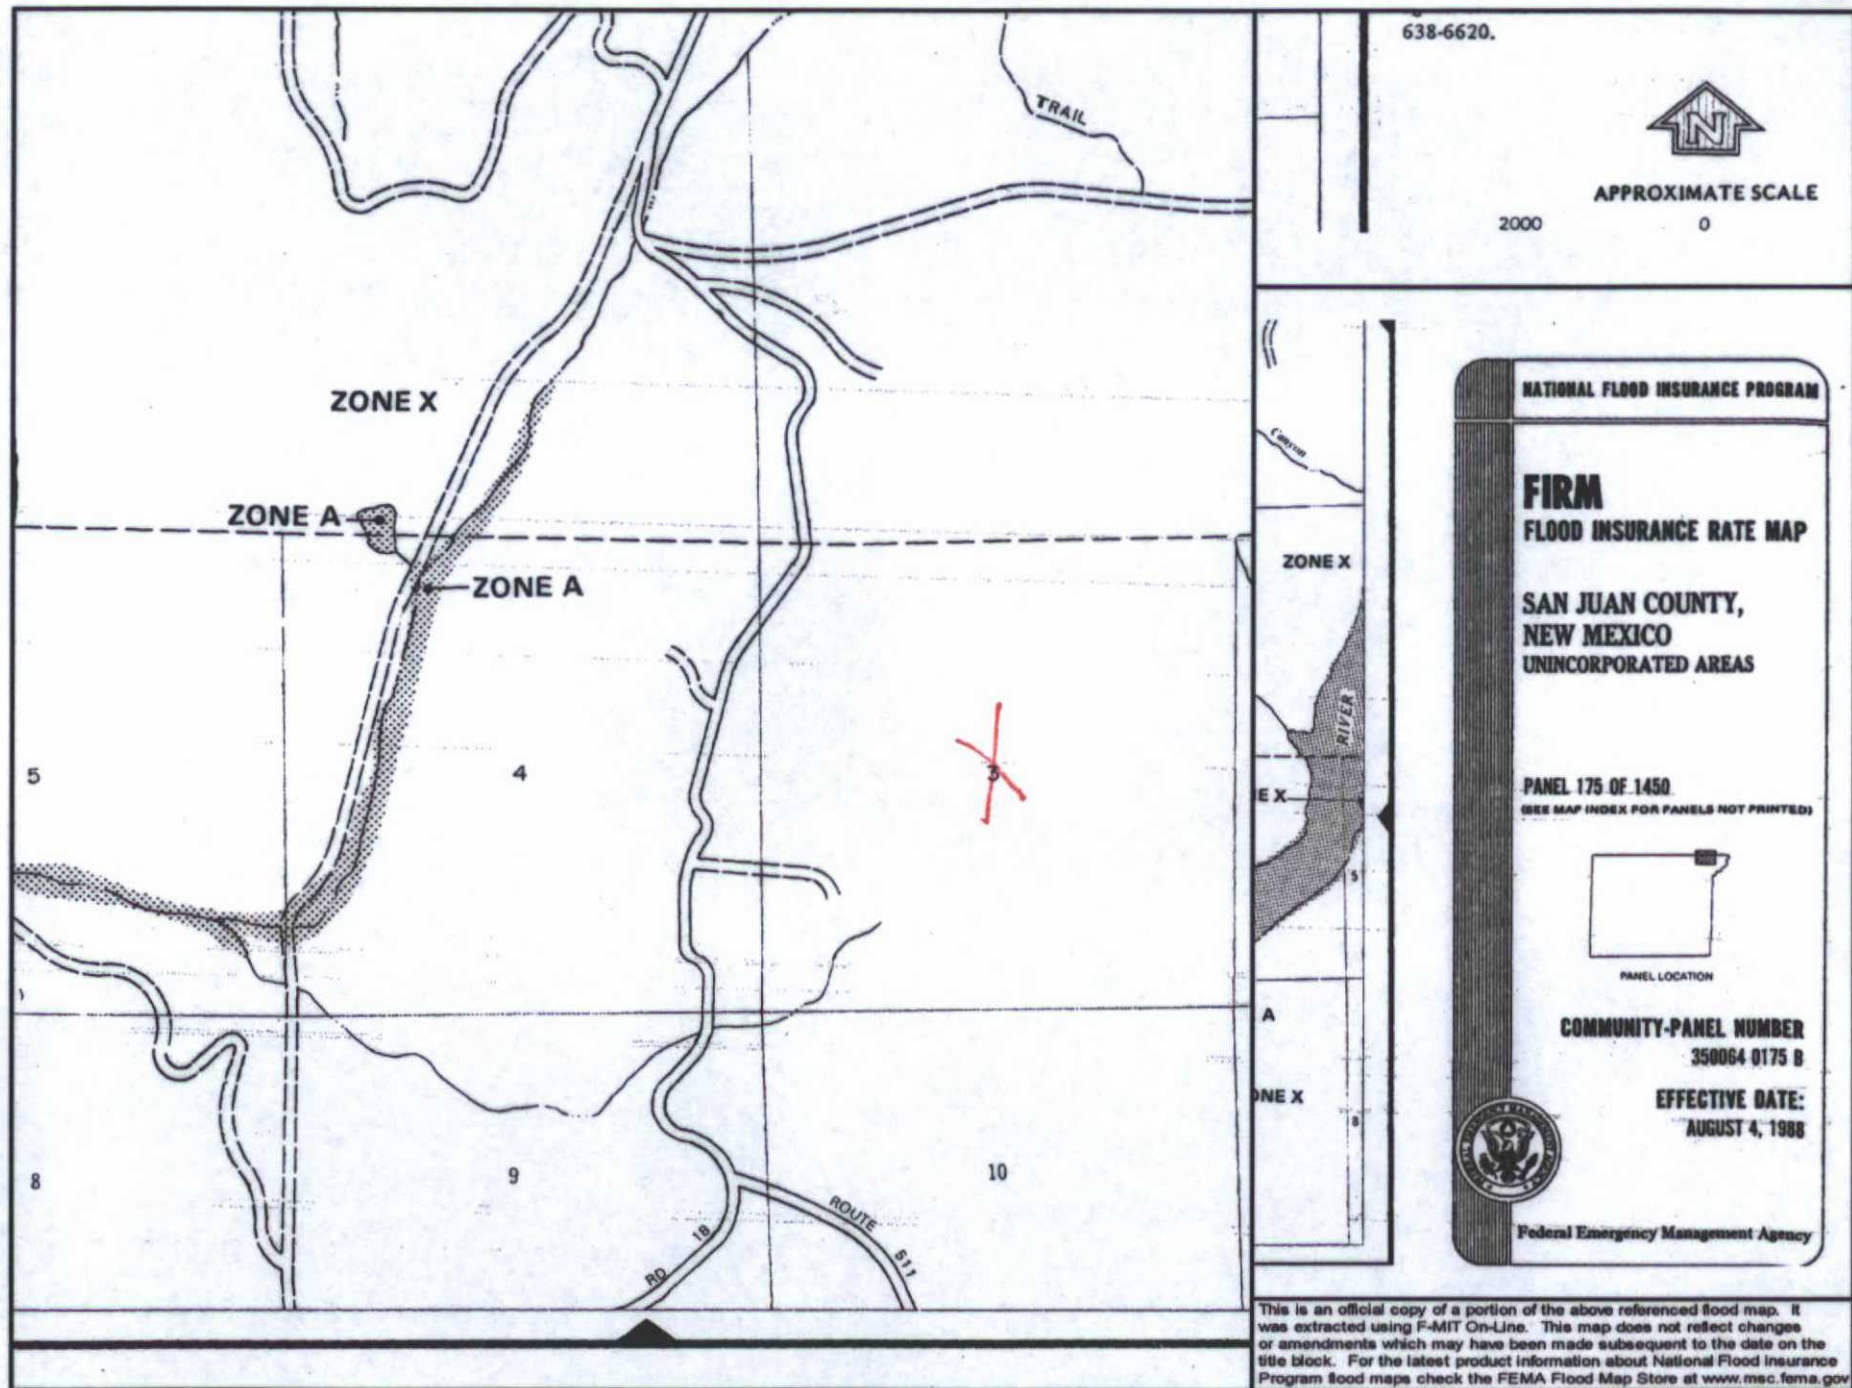 638-6620.
N
APPROXIMATE SCALE
2000 0
TRAIL
ZONE X
ZONE A
ZONE A
5
4
3
8
9
10
RD 18
ROUTE 511
Canyon
ZONE X
RIVER
E X
5
A
ONE X
8
NATIONAL FLOOD INSURANCE PROGRAM
FIRM
FLOOD INSURANCE RATE MAP
SAN JUAN COUNTY,
NEW MEXICO
UNINCORPORATED AREAS
PANEL 175 OF 1450
(SEE MAP INDEX FOR PANELS NOT PRINTED)
PANEL LOCATION
COMMUNITY-PANEL NUMBER
350064 0175 B
EFFECTIVE DATE:
AUGUST 4, 1988
Federal Emergency Management Agency
This is an official copy of a portion of the above referenced flood map. It
was extracted using F-MIT On-Line. This map does not reflect changes
or amendments which may have been made subsequent to the date on the
title block. For the latest product information about National Flood Insurance
Program flood maps check the FEMA Flood Map Store at www.msc.fema.gov